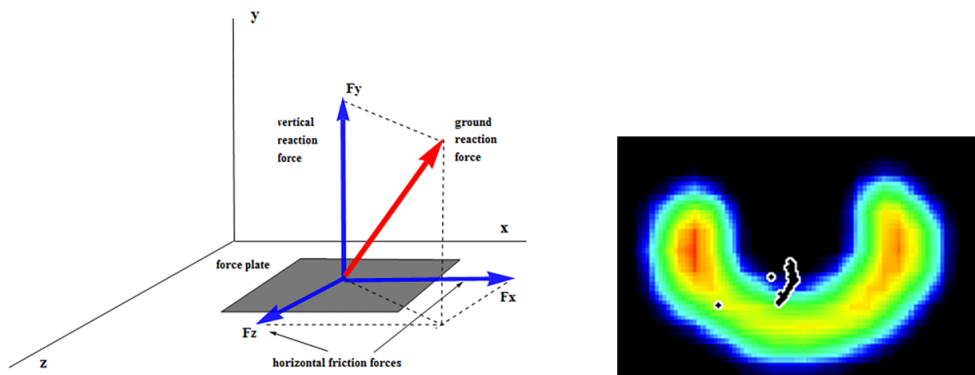 y
Fy
vertical
reaction
force
ground
reaction
force
x
force plate
Fx
Fz
z
horizontal friction forces